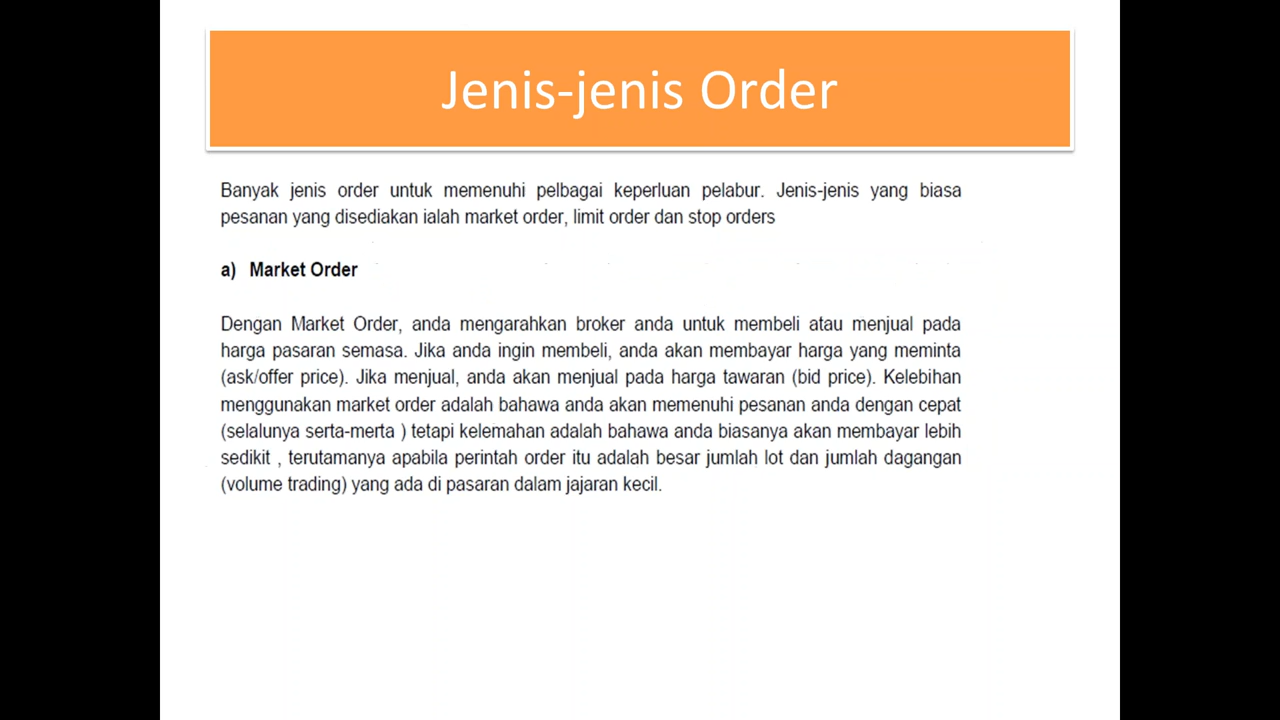 Jenis-jenis Order
Banyak jenis order untuk memenuhi pelbagai keperluan pelabur. Jenis-jenis yang biasa
pesanan yang disediakan ialah market order, limit order dan stop orders
a) Market Order
Dengan Market Order, anda mengarahkan broker anda untuk membeli atau menjual pada
harga pasaran semasa. Jika anda ingin membeli, anda akan membayar harga yang meminta
(ask/offer price). Jika menjual, anda akan menjual pada harga tawaran (bid price). Kelebihan
menggunakan market order adalah bahawa anda akan memenuhi pesanan anda dengan cepat
(selalunya serta-merta ) tetapi kelemahan adalah bahawa anda biasanya akan membayar lebih
sedikit , terutamanya apabila perintah order itu adalah besar jumlah lot dan jumlah dagangan
(volume trading) yang ada di pasaran dalam jajaran kecil.